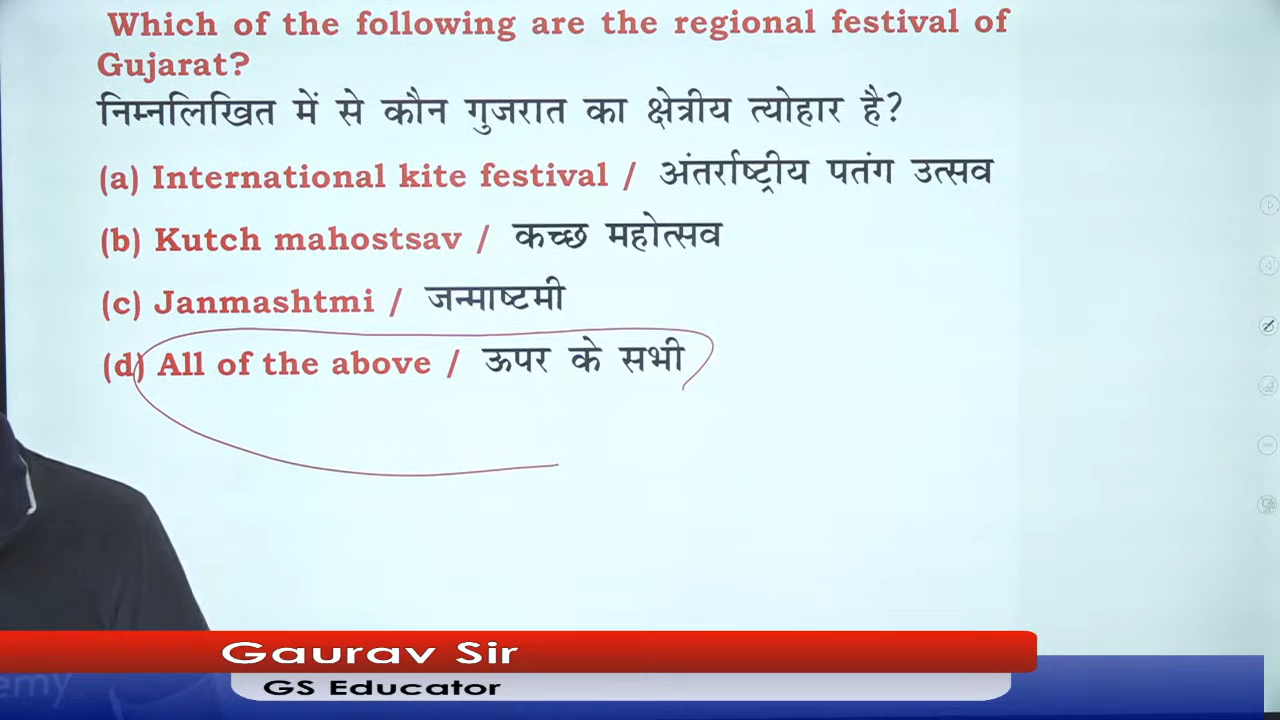 Which of the following are the regional festival of
Gujarat?
निम्नलिखित में से कौन गुजरात का क्षेत्रीय त्योहार है?
(a) International kite festival / अंतर्राष्ट्रीय पतंग उत्सव
(b) Kutch mahostsav / कच्छ महोत्सव
(c) Janmashtmi / जन्माष्टमी
(d) All of the above / ऊपर के सभी
Gaurav Sir
GS Educator